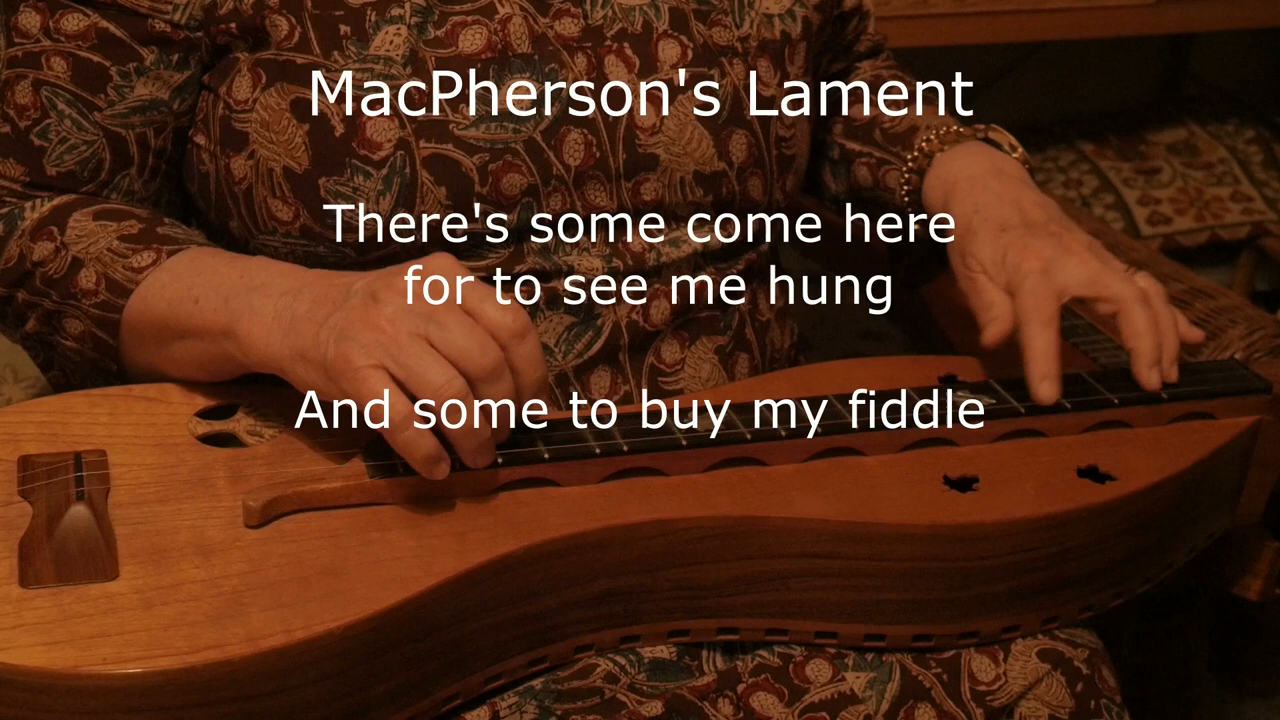 MacPherson's Lament
There's some come here
for to see me hung
And some to buy my fiddle